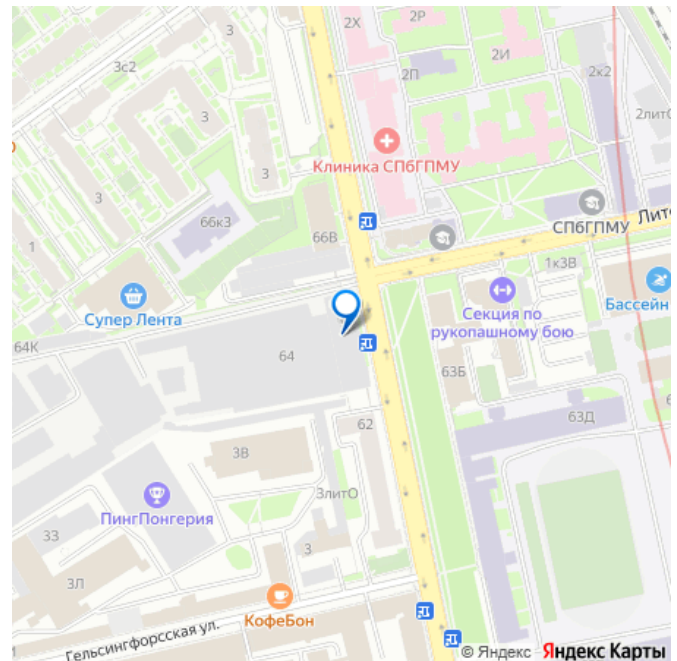 2Х
2Р
2И
2П
3с2
2к2
2литО
3
3
3
Клиника СПбГПМУ
3
1
66к3
66В
СПбГПМУ
Лите
1к3В
Супер Лента
Секция по
рукопашному бою
Бассейн
64К
64
63Б
62
63Д
3В
3литО
ПингПонгерия
33
3
3Л
КофеБон
Гельсингфорсская ул.
© Яндекс Яндекс Карты